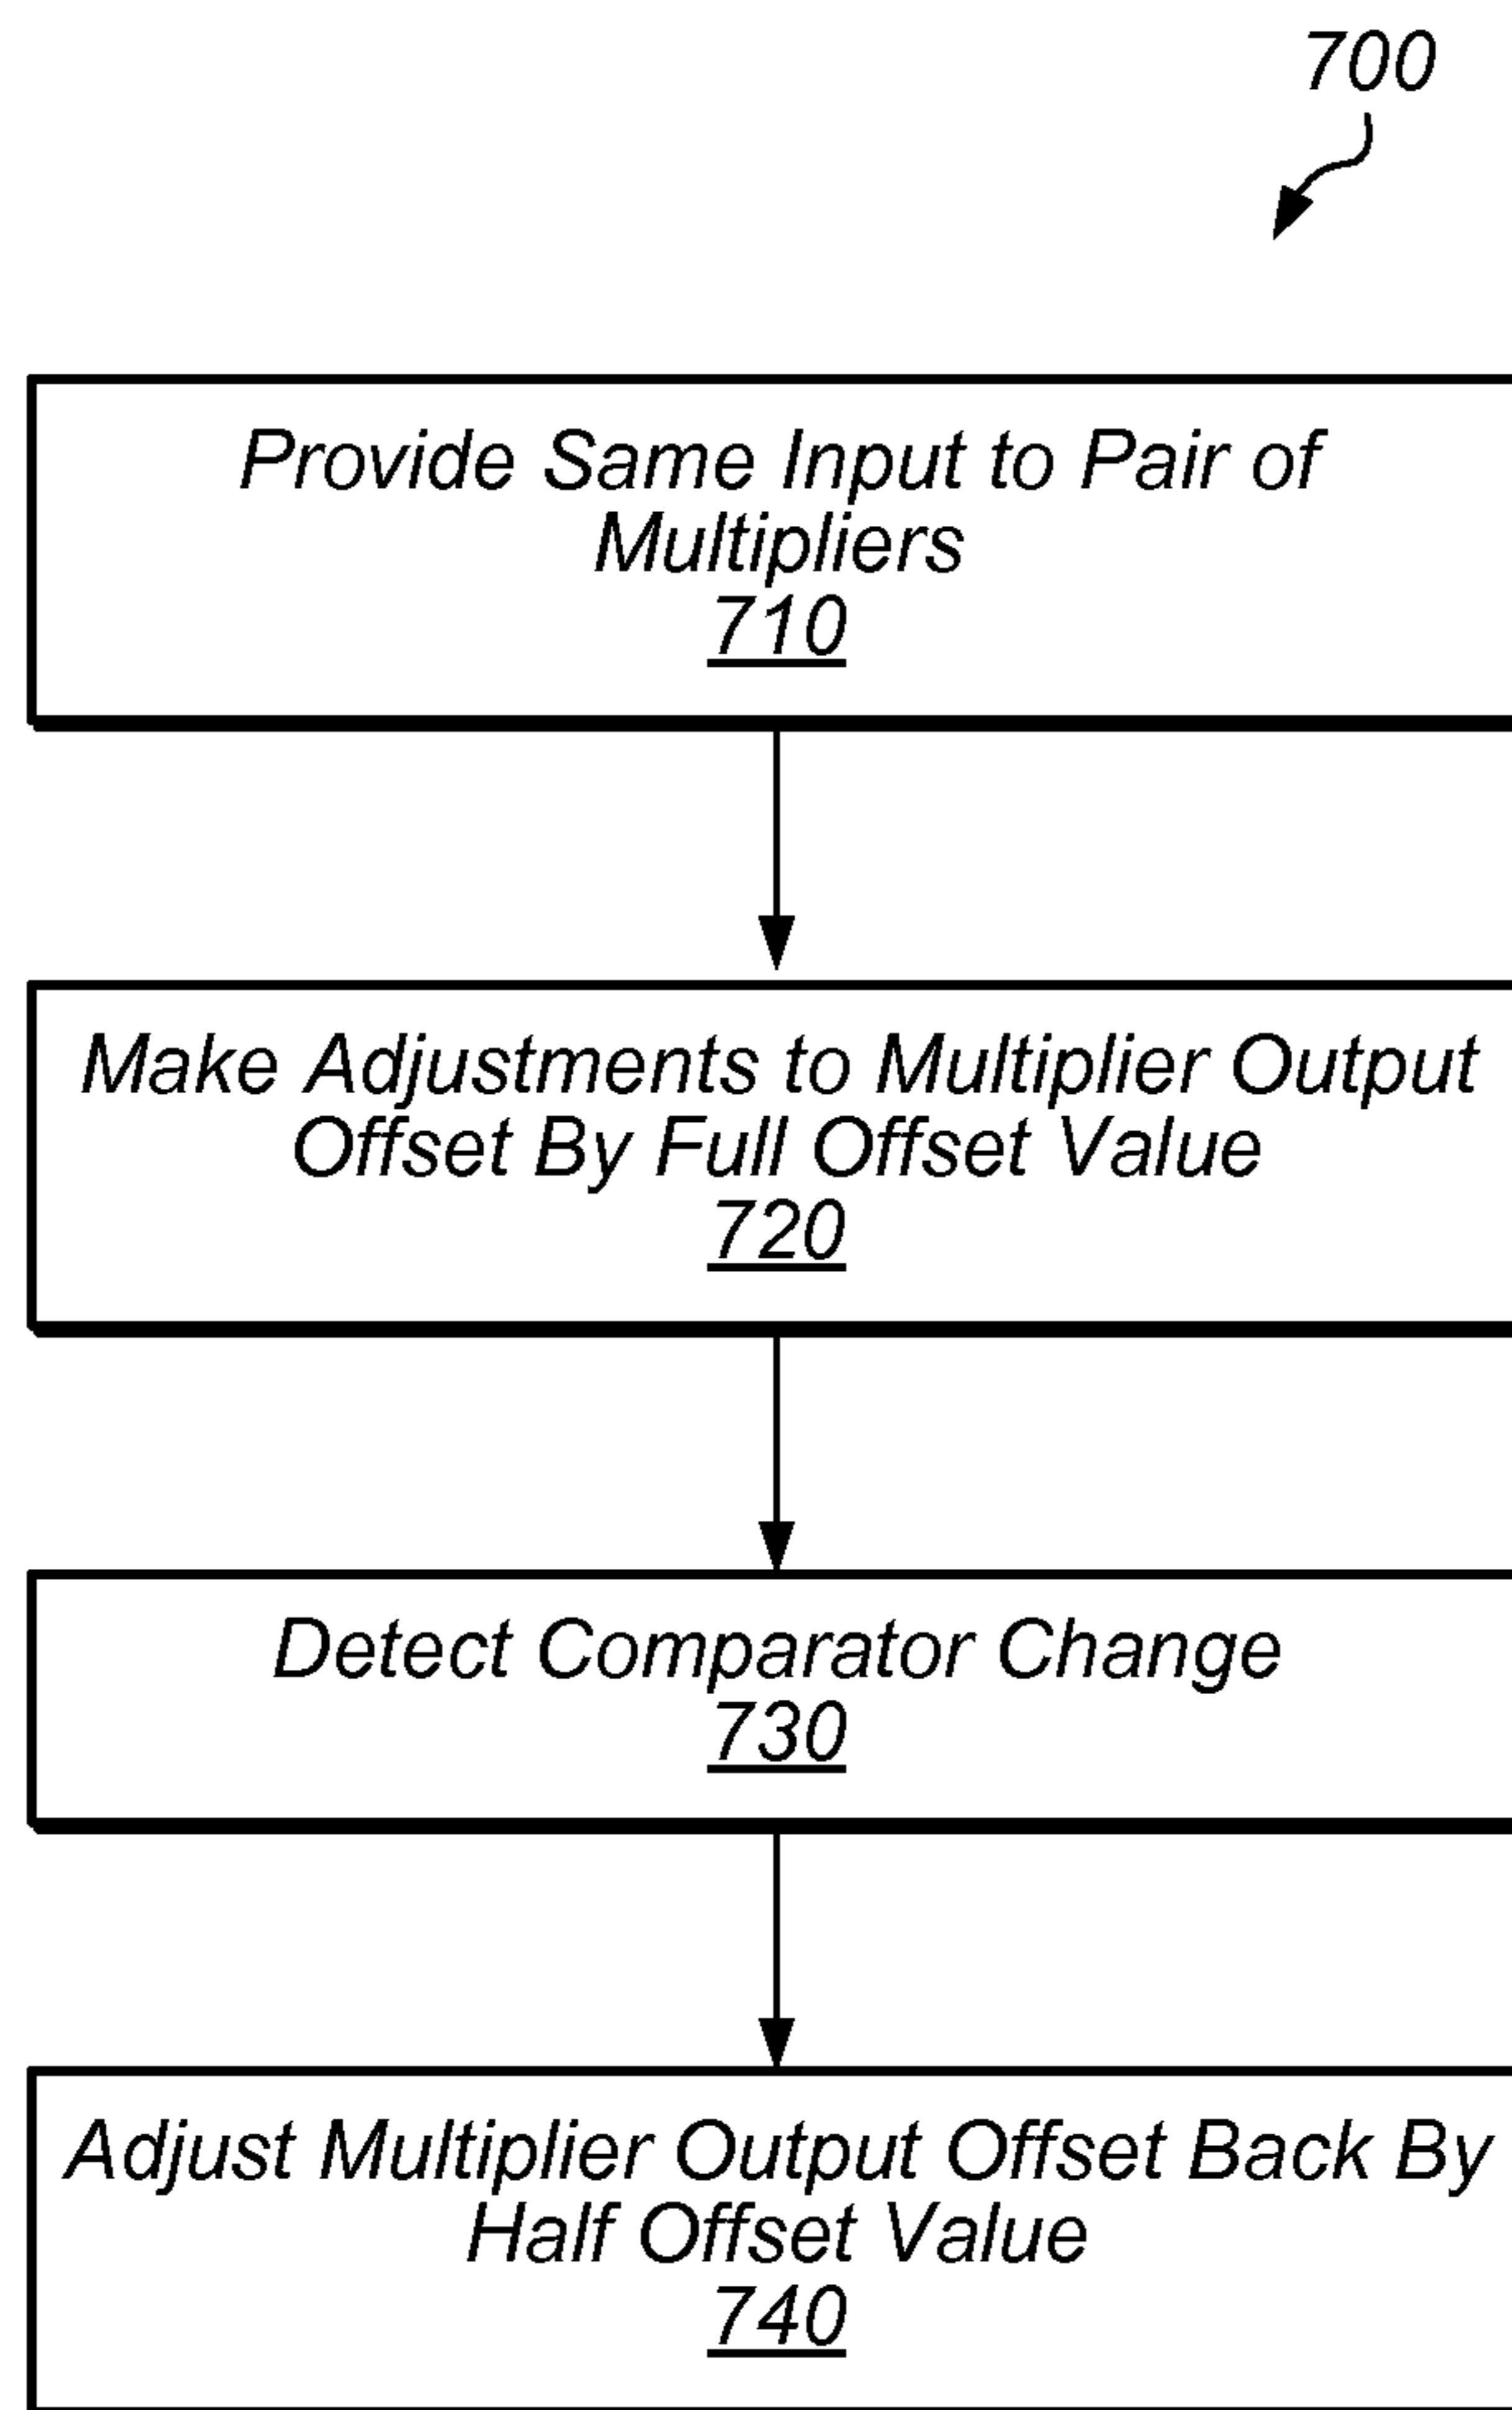 700
Provide Same Input to Pair of
Multipliers
710
Make Adjustments to Multiplier Output
Offset By Full Offset Value
720
Detect Comparator Change
730
Adjust Multiplier Output Offset Back By
Half Offset Value
740